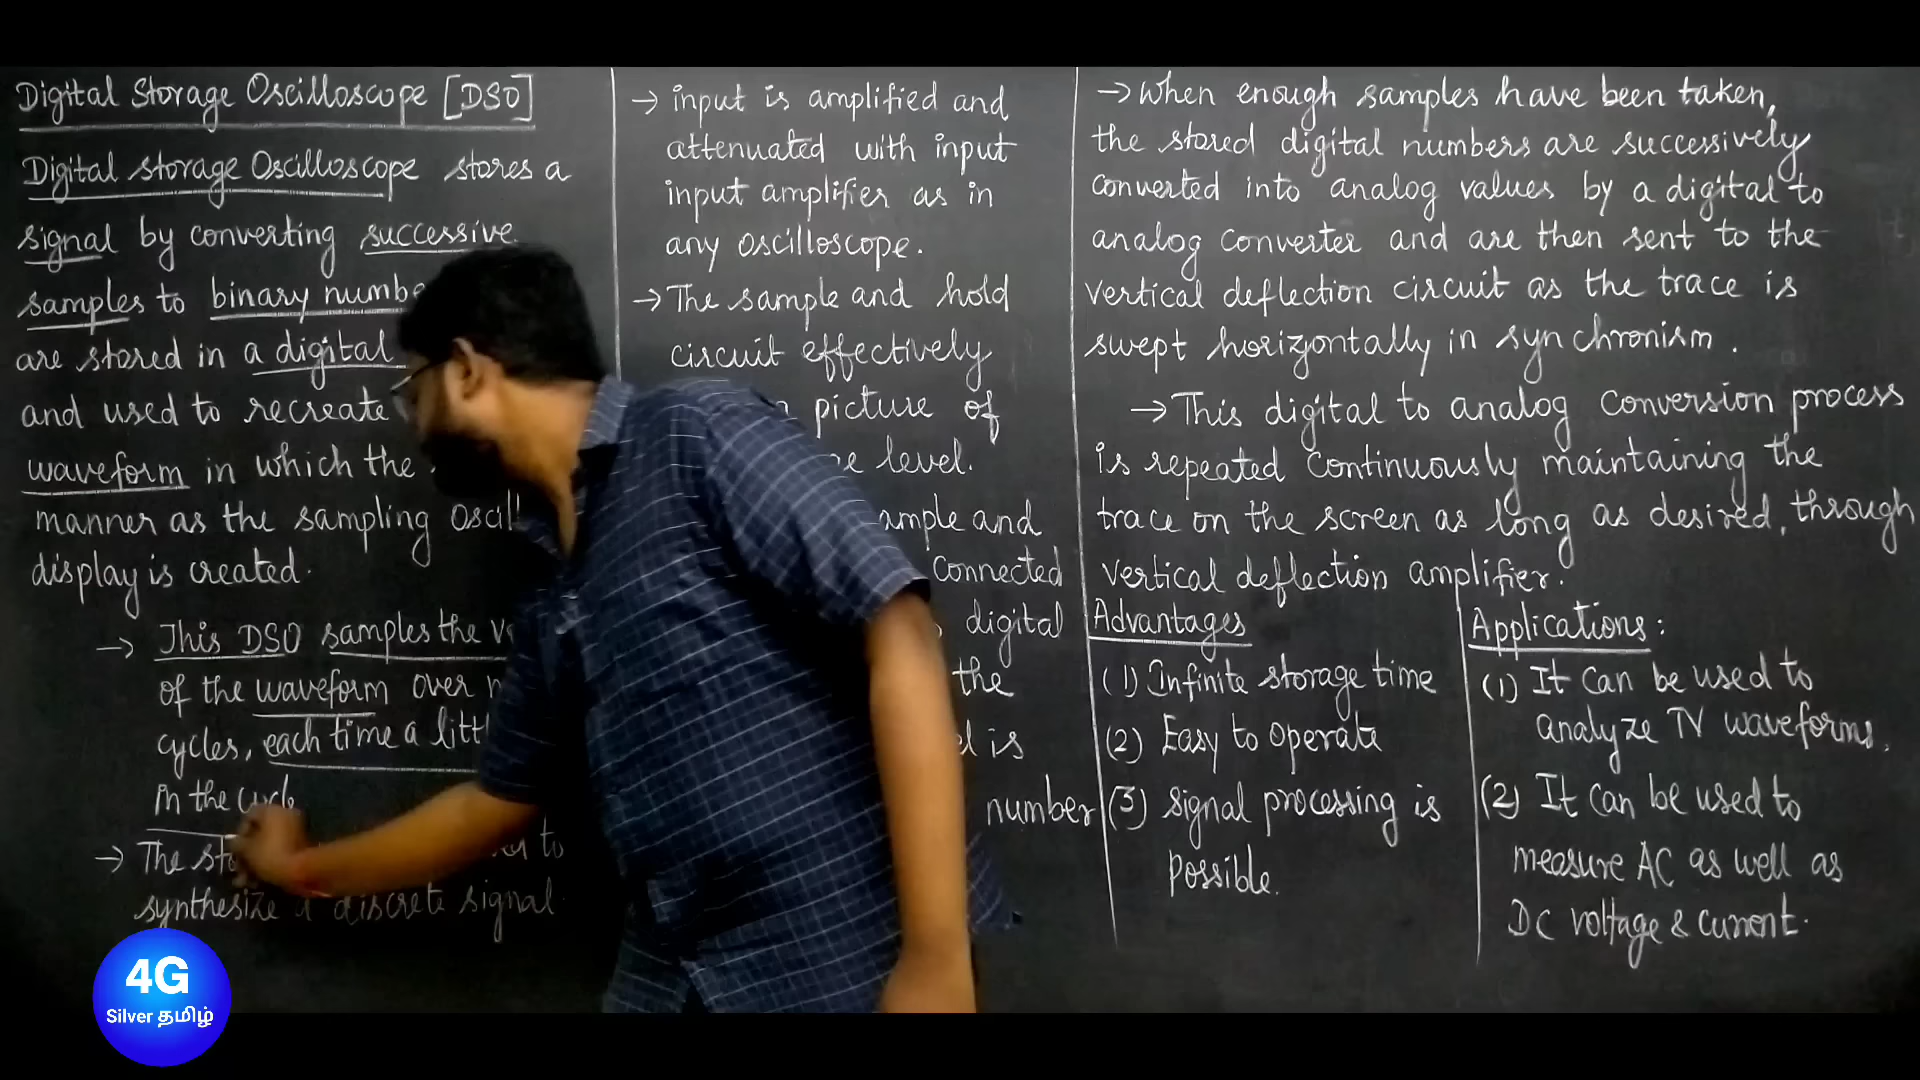 Digital Storage Oscilloscope [DSO]
Digital storage Oscilloscope stores a
signal by converting successive
samples to binary
are stored in a digital
and used to recreate
waveform in which the
manner as the sampling
display is created.
→ This DSO samples the
of the waveform over
cycles, each time a
in the
→ The to
synthesize a discrete signal.
→ input is amplified and
attenuated with input
input amplifier as in
any oscilloscope.
→ The sample and hold
circuit effectively
picture of
level.
and
connected
digital
the
is
number
→ When enough samples have been taken,
the stored digital numbers are successively
converted into analog values by a digital to
analog converter and are then sent to the
vertical deflection circuit as the trace is
swept horizontally in synchronism.
→ This digital to analog conversion process
is repeated continuously maintaining the
trace on the screen as long as desired, through
vertical deflection amplifier.
Advantages
(1) Infinite storage time
(2) Easy to operate
(3) signal processing is
possible.
Applications:
(1) It can be used to
analyze TV waveforms.
(2) It can be used to
measure AC as well as
DC voltage & current.
4G
Silver தமிழ்